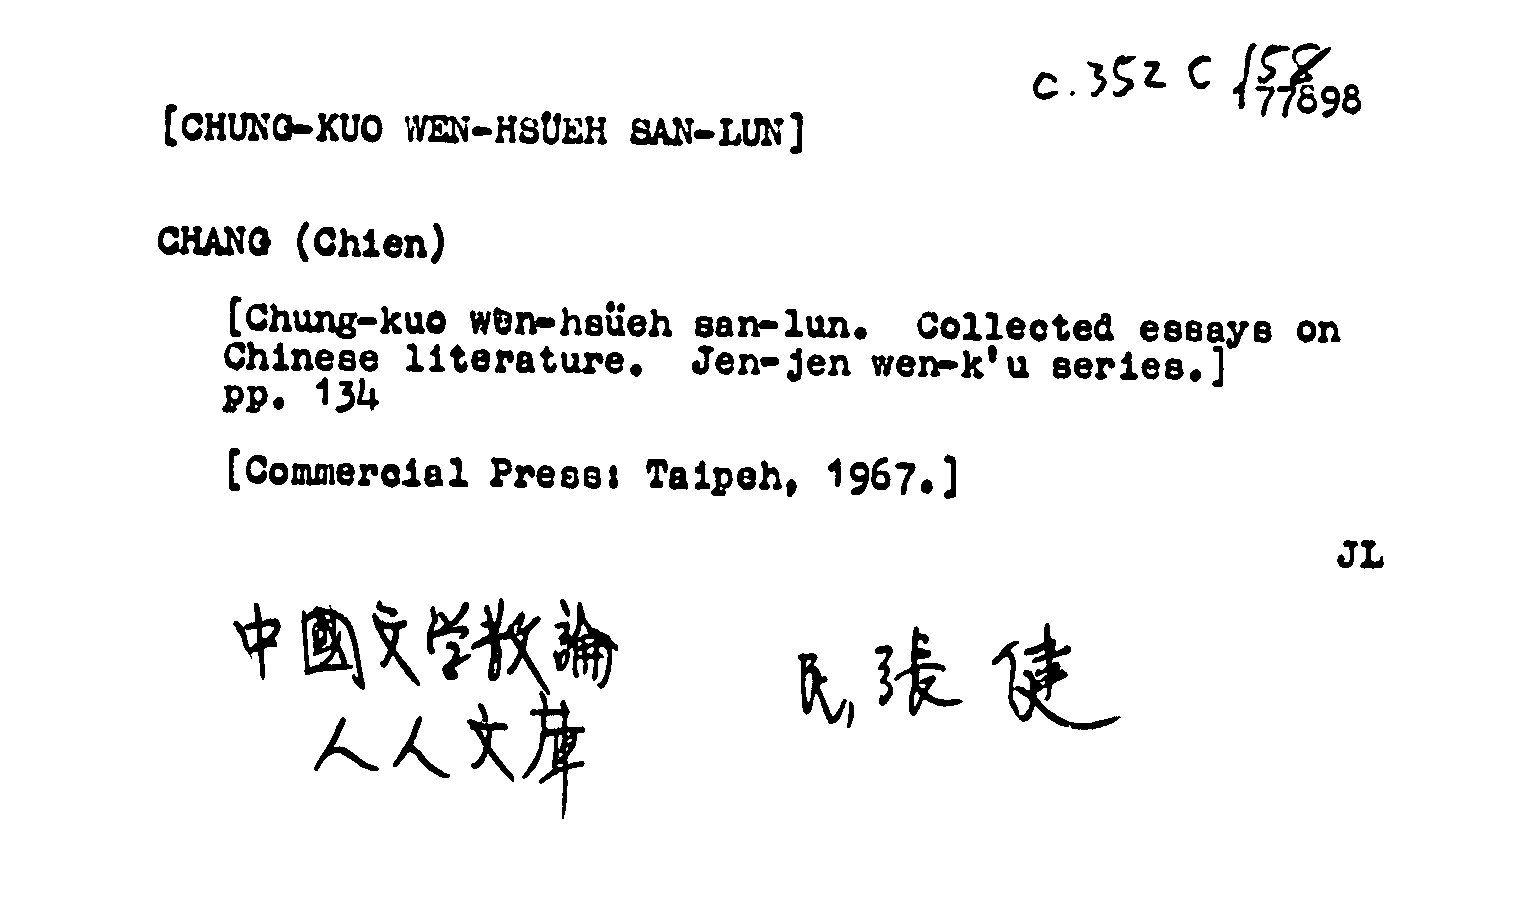 c.352 c 158
177898
[CHUNG-KUO WEN-HSÜEH SAN-LUN]
CHANG (Chien)
[Chung-kuo wen-hsüeh san-lun. Collected essays on
Chinese literature. Jen-jen wen-k'u series.]
pp. 134
[Commercial Press: Taipeh, 1967.]
JL
中國文学散論 民, 張健
人人文庫